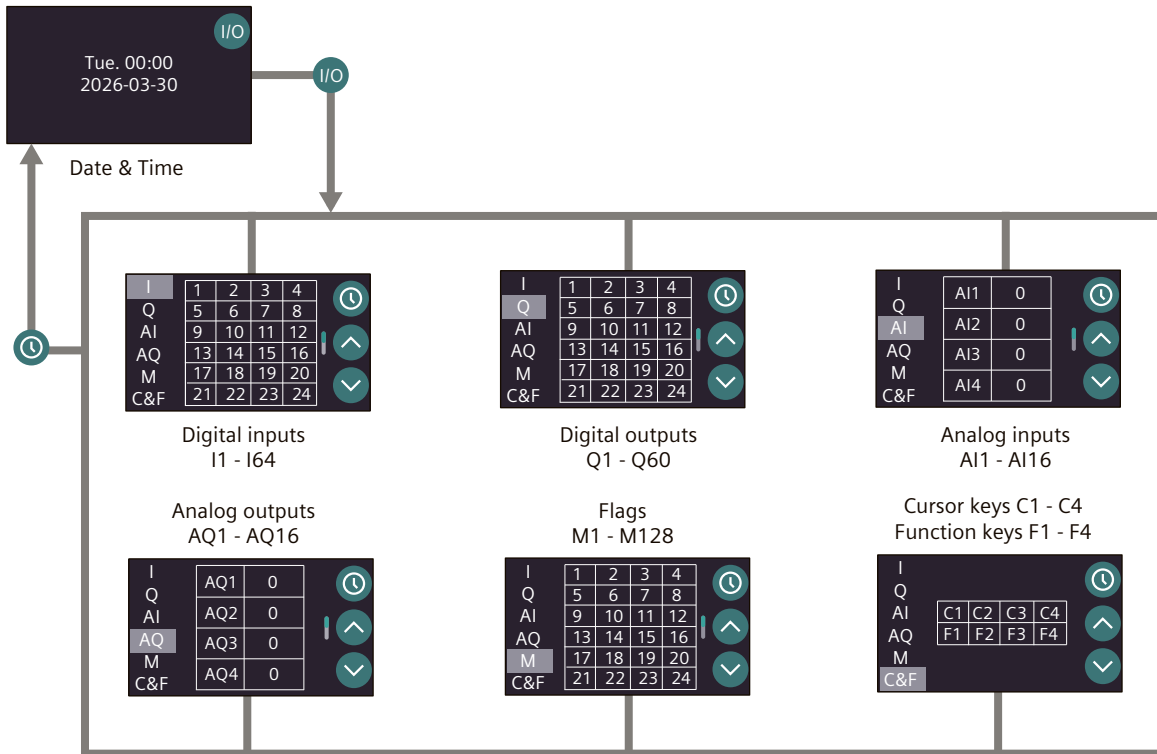 I/O
Tue. 00:00
2026-03-30
I/O
Date & Time
I
Q
AI
AQ
M
C&F
1 2 3 4
5 6 7 8
9 10 11 12
13 14 15 16
17 18 19 20
21 22 23 24
Digital inputs
I1 - I64
I
Q
AI
AQ
M
C&F
1 2 3 4
5 6 7 8
9 10 11 12
13 14 15 16
17 18 19 20
21 22 23 24
Digital outputs
Q1 - Q60
I
Q
AI
AQ
M
C&F
AI1 0
AI2 0
AI3 0
AI4 0
Analog inputs
AI1 - AI16
Analog outputs
AQ1 - AQ16
I
Q
AI
AQ
M
C&F
AQ1 0
AQ2 0
AQ3 0
AQ4 0
Flags
M1 - M128
I
Q
AI
AQ
M
C&F
1 2 3 4
5 6 7 8
9 10 11 12
13 14 15 16
17 18 19 20
21 22 23 24
Cursor keys C1 - C4
Function keys F1 - F4
I
Q
AI
AQ
M
C&F
C1 C2 C3 C4
F1 F2 F3 F4